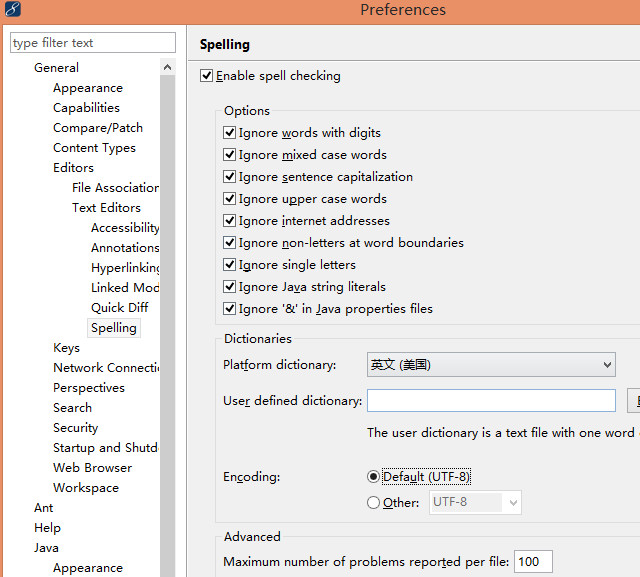 Preferences
type filter text
General
Appearance
Capabilities
Compare/Patch
Content Types
Editors
File Association
Text Editors
Accessibility
Annotations
Hyperlinking
Linked Mod
Quick Diff
Spelling
Keys
Network Connecti
Perspectives
Search
Security
Startup and Shutd
Web Browser
Workspace
Ant
Help
Java
Appearance
Spelling
Enable spell checking
Options
Ignore words with digits
Ignore mixed case words
Ignore sentence capitalization
Ignore upper case words
Ignore internet addresses
Ignore non-letters at word boundaries
Ignore single letters
Ignore Java string literals
Ignore '&' in Java properties files
Dictionaries
Platform dictionary: 英文 (美国)
User defined dictionary:
The user dictionary is a text file with one word
Encoding: Default (UTF-8)
Other: UTF-8
Advanced
Maximum number of problems reported per file: 100